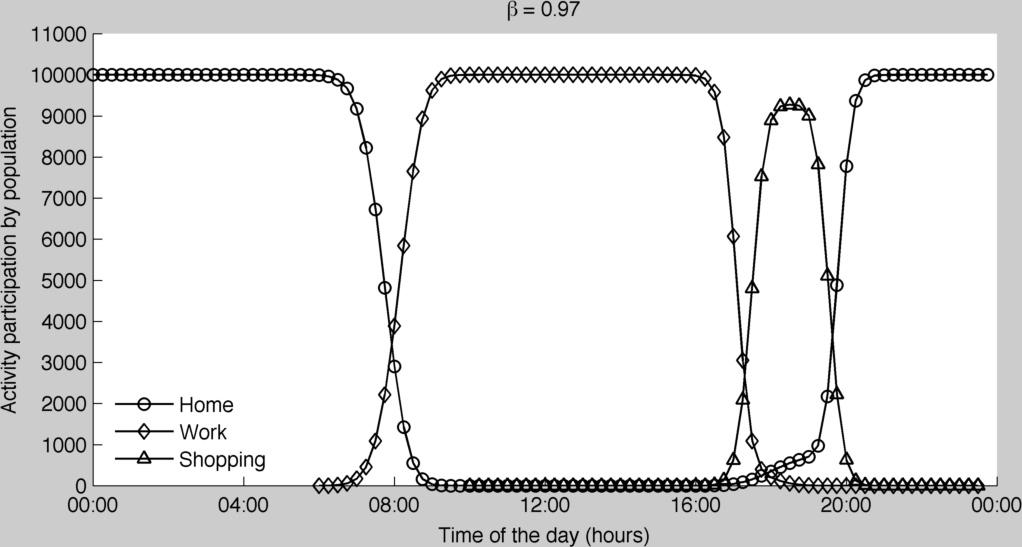 β = 0.97
Activity participation by population
11000
10000
9000
8000
7000
6000
5000
4000
3000
2000
1000
0
Home
Work
Shopping
00:00 04:00 08:00 12:00 16:00 20:00 00:00
Time of the day (hours)